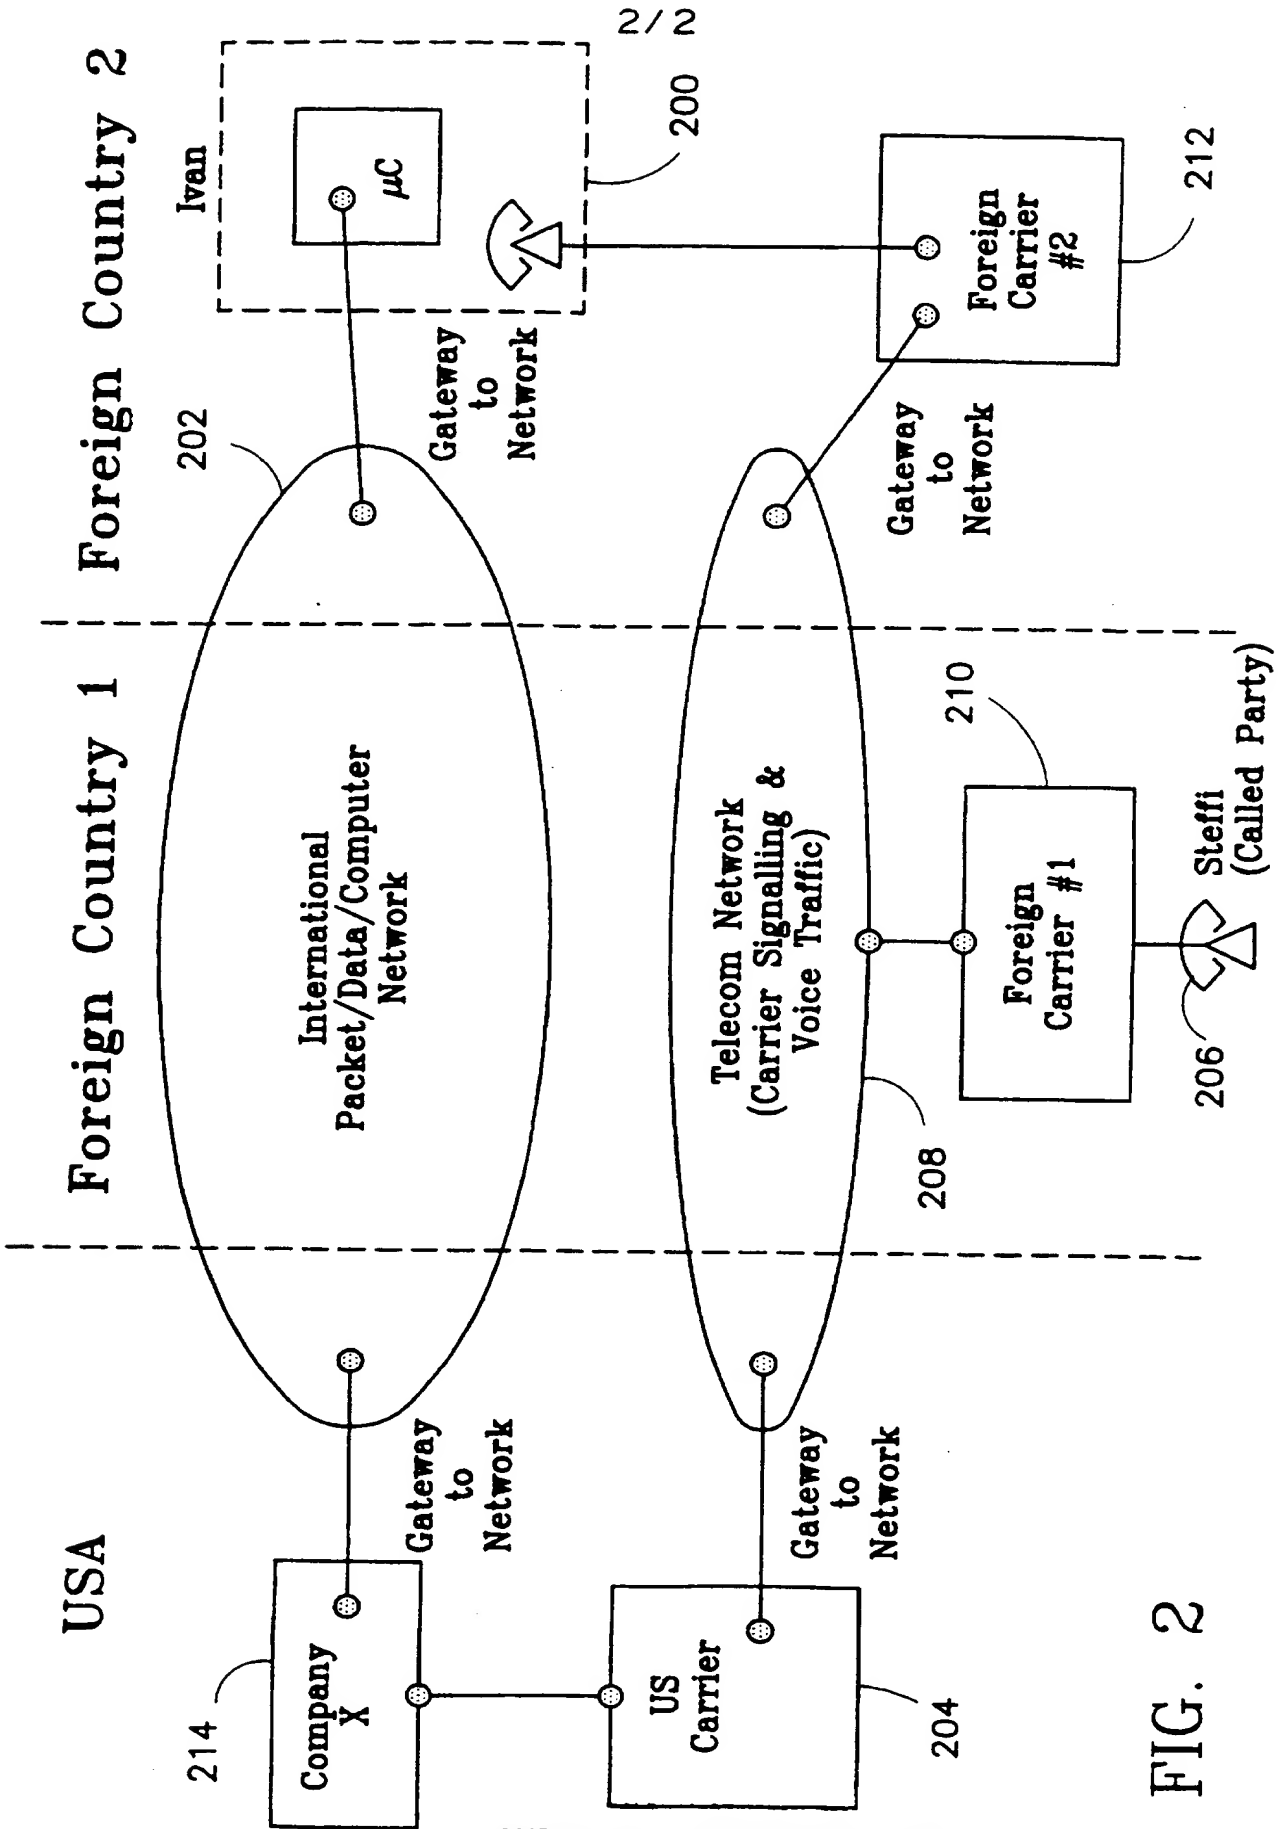 2/2
USA
Foreign Country 1
Foreign Country 2
214
Company
X
Gateway
to
Network
International
Packet/Data/Computer
Network
202
Ivan
μC
Gateway
to
Network
200
US
Carrier
204
Gateway
to
Network
Telecom Network
(Carrier Signalling &
Voice Traffic)
208
Gateway
to
Network
Foreign
Carrier
#2
212
Foreign
Carrier #1
210
206
Steffi
(Called Party)
FIG. 2